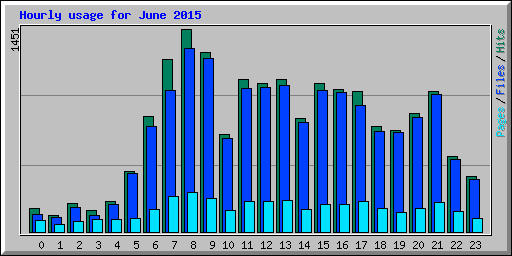 Hourly usage for June 2015
1451
Pages/Files/Hits
0 1 2 3 4 5 6 7 8 9 10 11 12 13 14 15 16 17 18 19 20 21 22 23